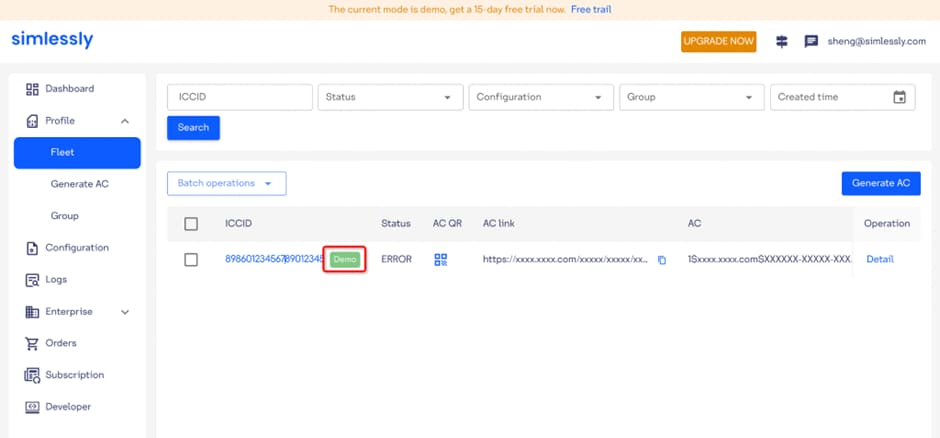 The current mode is demo, get a 15-day free trial now. Free trail
simlessly
UPGRADE NOW
sheng@simlessly.com
Dashboard
Profile
Fleet
Generate AC
Group
Configuration
Logs
Enterprise
Orders
Subscription
Developer
ICCID Status Configuration Group Created time
Search
Batch operations
Generate AC
ICCID Status AC QR AC link AC Operation
89860123456789012345 Demo ERROR https://xxxx.xxxx.com/xxxxx/xxxxx/xx... 1$xxxx.xxxx.com$XXXXXX-XXXXX-XXX. Detail